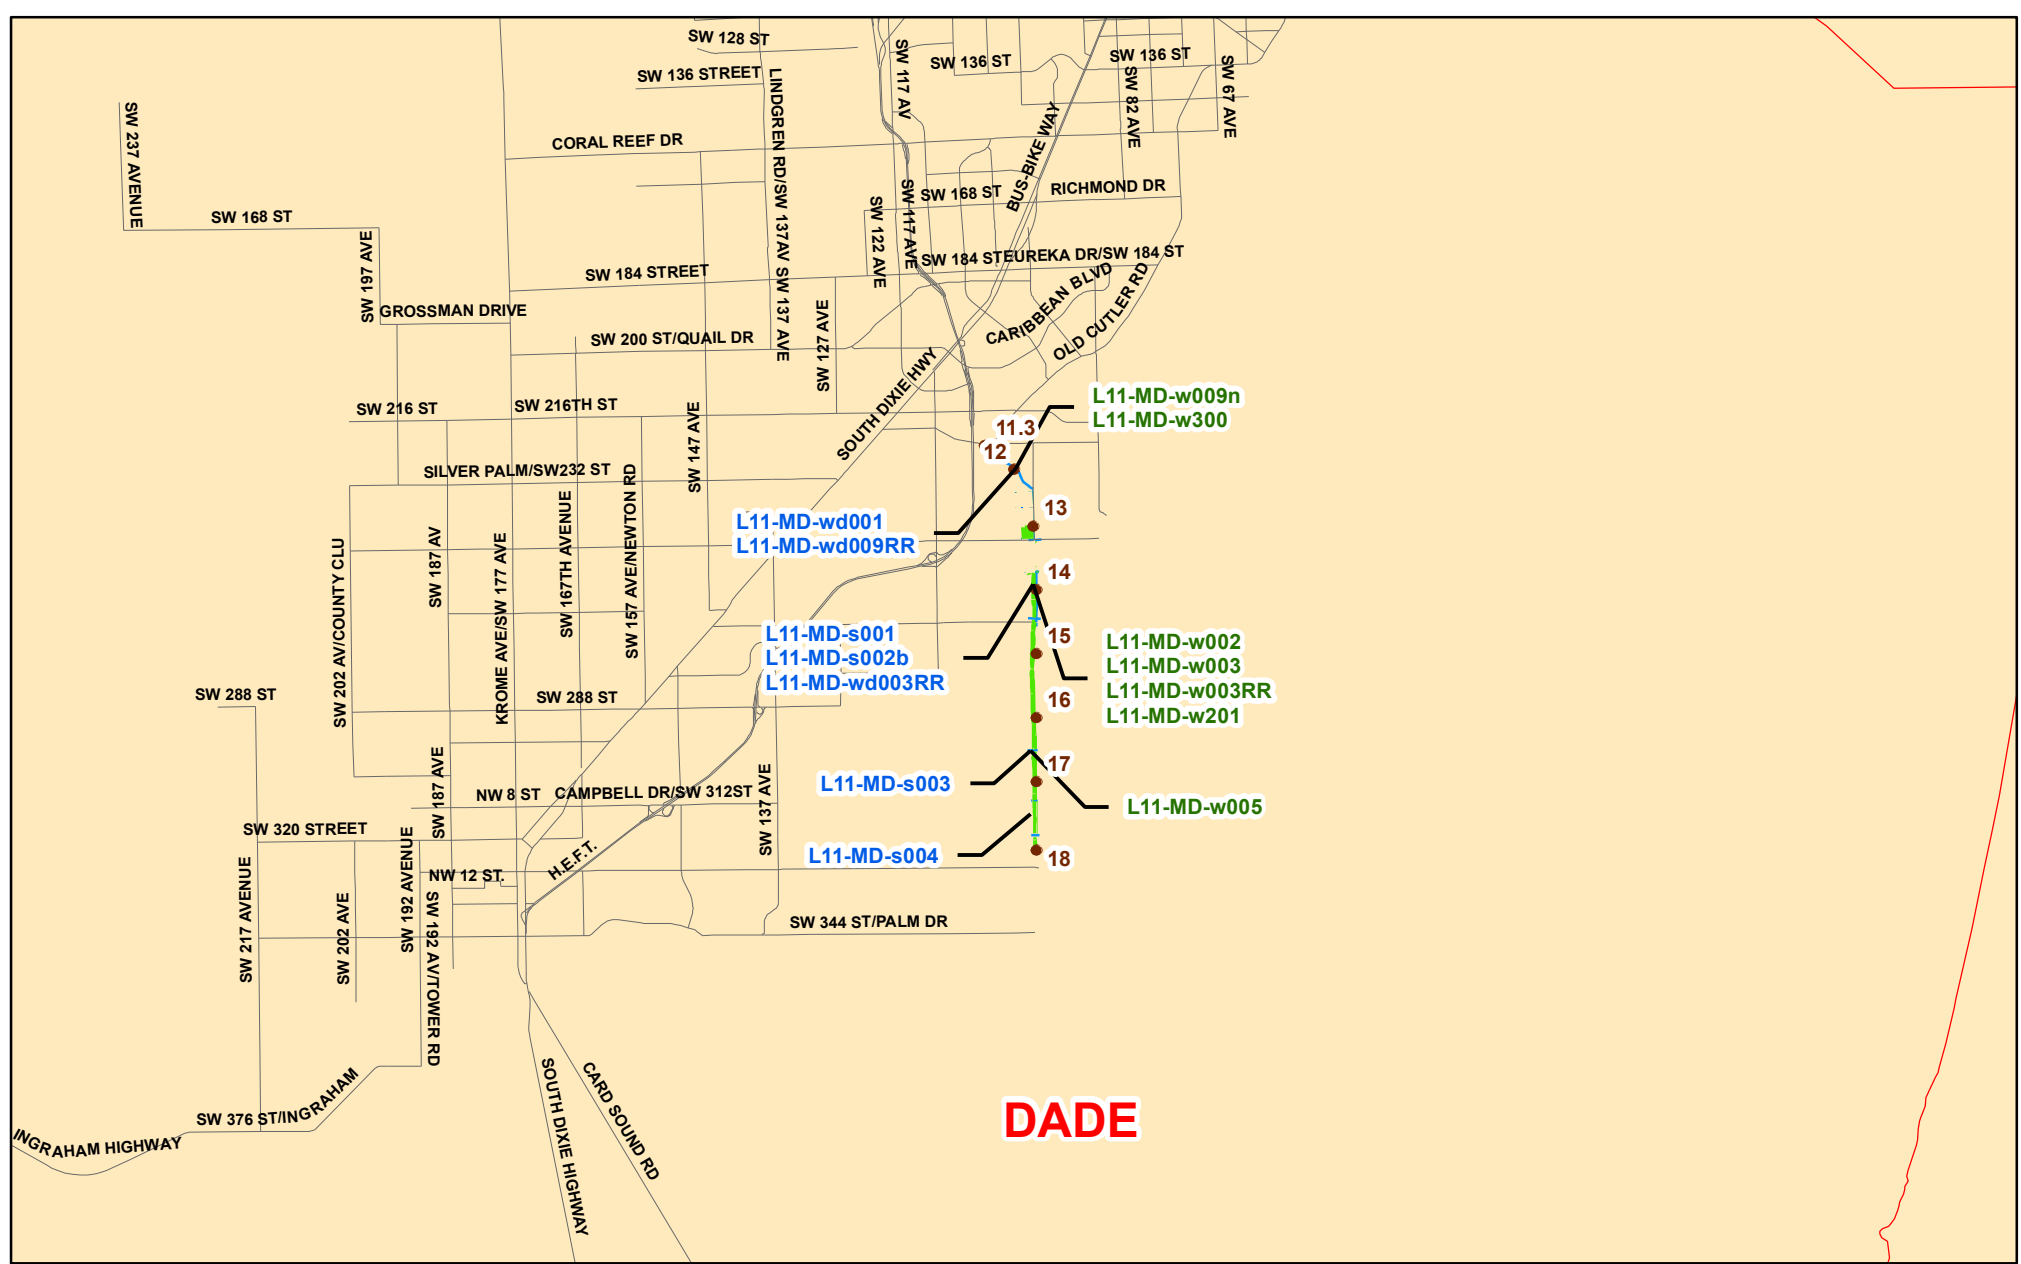 SW 128 ST
SW 136 STREET
SW 117 AV
SW 136 ST
SW 136 ST
SW 82 AVE
SW 67 AVE
SW 237 AVENUE
LINDGREN RD/SW 137AV
CORAL REEF DR
BUS-BIKE WAY
SW 168 ST
SW 197 AVE
SW 168 ST
RICHMOND DR
SW 117 AVE
SW 122 AVE
SW 184 ST
EUREKA DR/SW 184 ST
SW 184 STREET
SW 137 AVE
CARIBBEAN BLVD
OLD CUTLER RD
GROSSMAN DRIVE
SW 200 ST/QUAIL DR
SW 127 AVE
SOUTH DIXIE HWY
SW 216 ST
SW 216TH ST
SW 147 AVE
L11-MD-w009n
L11-MD-w300
11.3
12
SILVER PALM/SW232 ST
SW 157 AVE/NEWTON RD
SW 167TH AVENUE
13
L11-MD-wd001
L11-MD-wd009RR
SW 202 AV/COUNTY CLU
SW 187 AV
KROME AVE/SW 177 AVE
14
L11-MD-s001
L11-MD-s002b
L11-MD-wd003RR
15
L11-MD-w002
L11-MD-w003
L11-MD-w003RR
L11-MD-w201
SW 288 ST
SW 288 ST
16
17
L11-MD-s003
L11-MD-w005
SW 187 AVE
NW 8 ST
CAMPBELL DR/SW 312ST
SW 137 AVE
SW 320 STREET
H.E.F.T.
L11-MD-s004
18
SW 217 AVENUE
SW 202 AVE
SW 192 AVENUE
NW 12 ST.
SW 192 AV/TOWER RD
SW 344 ST/PALM DR
SOUTH DIXIE HIGHWAY
CARD SOUND RD
SW 376 ST/INGRAHAM
INGRAHAM HIGHWAY
DADE